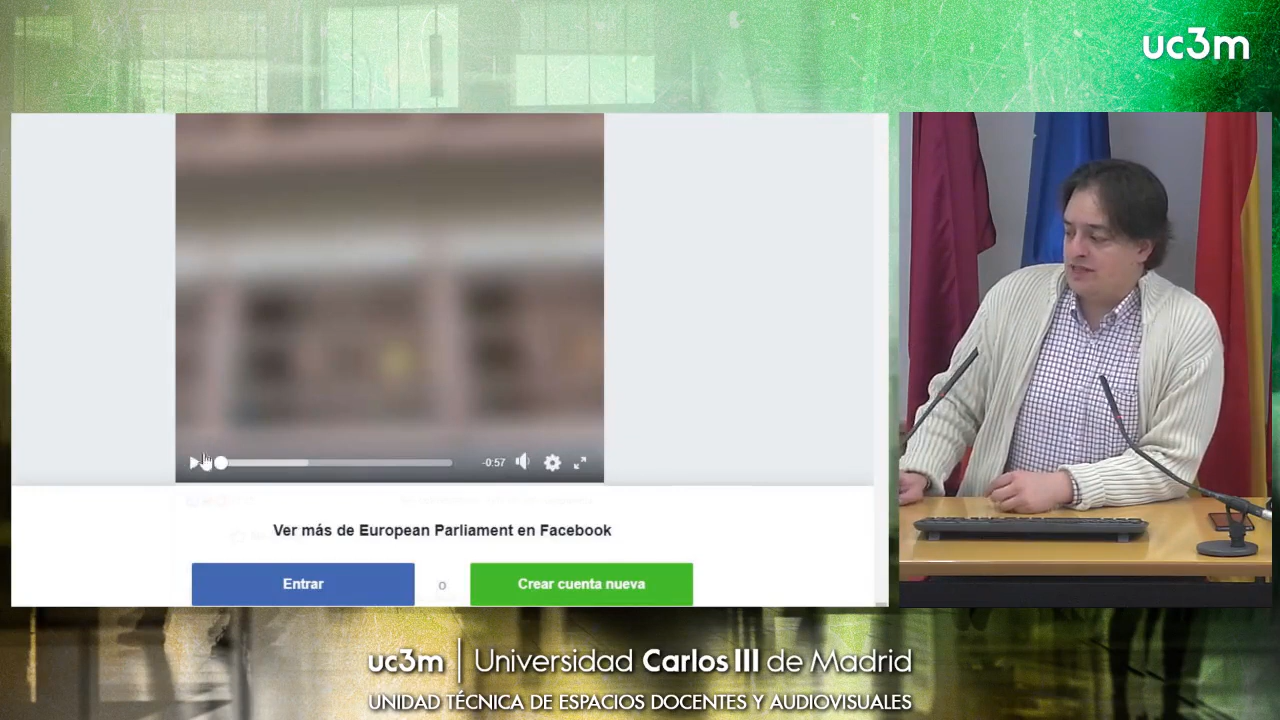 uc3m
-0:57
Ver más de European Parliament en Facebook
Entrar
o
Crear cuenta nueva
uc3m | Universidad Carlos III de Madrid
UNIDAD TÉCNICA DE ESPACIOS DOCENTES Y AUDIOVISUALES